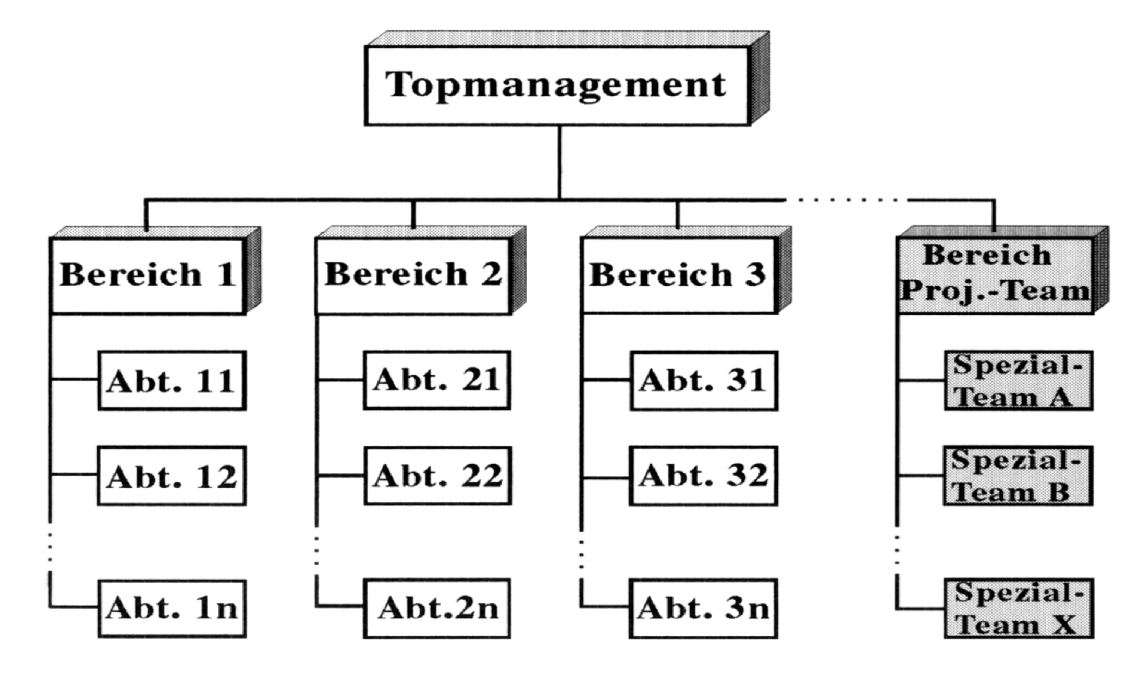 Topmanagement
Bereich 1
Bereich 2
Bereich 3
Bereich
Proj.-Team
Abt. 11
Abt. 21
Abt. 31
Spezial-
Team A
Abt. 12
Abt. 22
Abt. 32
Spezial-
Team B
Abt. 1n
Abt.2n
Abt. 3n
Spezial-
Team X